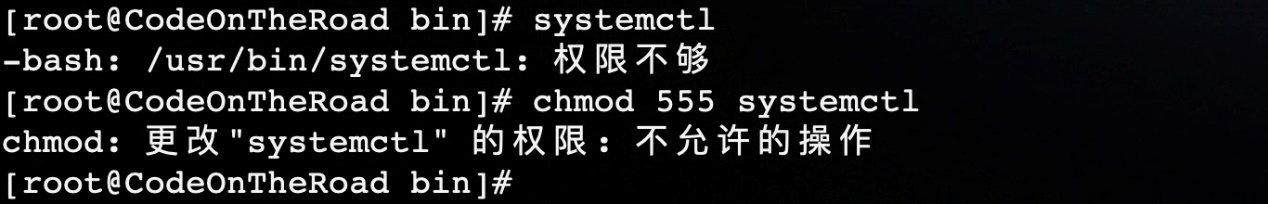 [root@CodeOnTheRoad bin]# systemctl
-bash: /usr/bin/systemctl: 权限不够
[root@CodeOnTheRoad bin]# chmod 555 systemctl
chmod: 更改"systemctl" 的权限: 不允许的操作
[root@CodeOnTheRoad bin]#